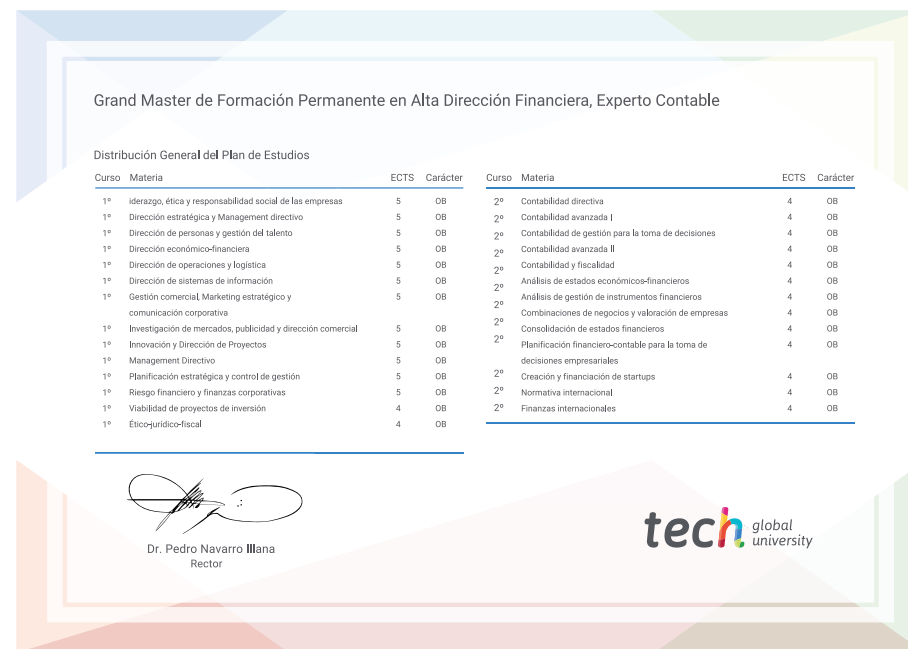 Grand Master de Formación Permanente en Alta Dirección Financiera, Experto Contable
Distribución General del Plan de Estudios
Curso Materia ECTS Carácter
1º iderazgo, ética y responsabilidad social de las empresas 5 OB
1º Dirección estratégica y Management directivo 5 OB
1º Dirección de personas y gestión del talento 5 OB
1º Dirección económico-financiera 5 OB
1º Dirección de operaciones y logística 5 OB
1º Dirección de sistemas de información 5 OB
1º Gestión comercial, Marketing estratégico y 5 OB
comunicación corporativa
1º Investigación de mercados, publicidad y dirección comercial 5 OB
1º Innovación y Dirección de Proyectos 5 OB
1º Management Directivo 5 OB
1º Planificación estratégica y control de gestión 5 OB
1º Riesgo financiero y finanzas corporativas 5 OB
1º Viabilidad de proyectos de inversión 4 OB
1º Ético-jurídico-fiscal 4 OB
Curso Materia ECTS Carácter
2º Contabilidad directiva 4 OB
2º Contabilidad avanzada I 4 OB
2º Contabilidad de gestión para la toma de decisiones 4 OB
2º Contabilidad avanzada II 4 OB
2º Contabilidad y fiscalidad 4 OB
2º Análisis de estados económicos-financieros 4 OB
2º Análisis de gestión de instrumentos financieros 4 OB
2º Combinaciones de negocios y valoración de empresas 4 OB
2º Consolidación de estados financieros 4 OB
Planificación financiero-contable para la toma de 4 OB
decisiones empresariales
2º Creación y financiación de startups 4 OB
2º Normativa internacional 4 OB
2º Finanzas internacionales 4 OB
Dr. Pedro Navarro Illana
Rector
tech global
university